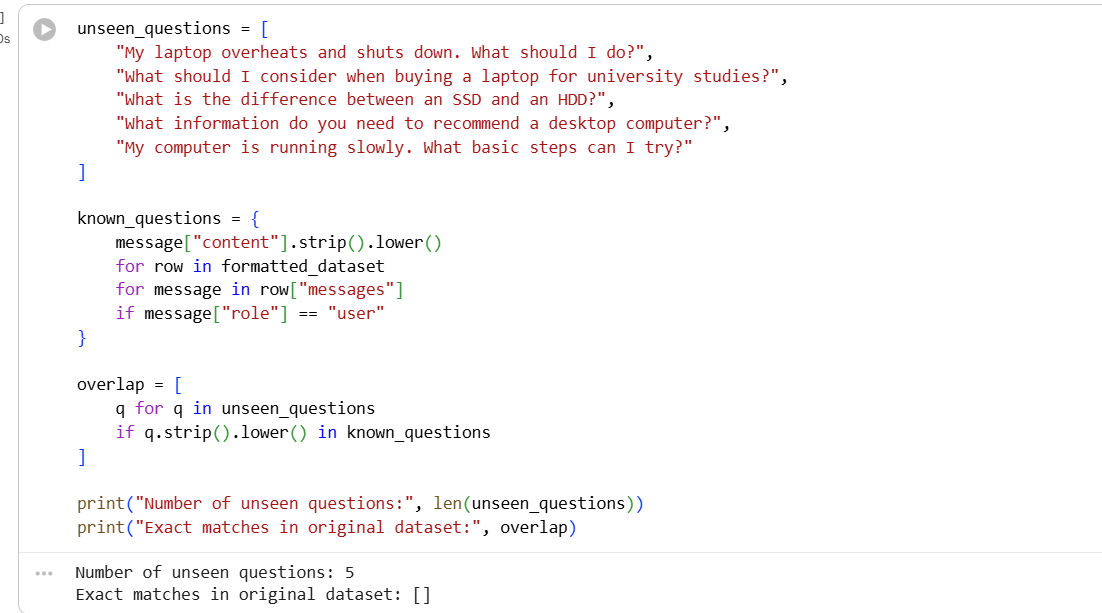 ]
0s
unseen_questions = [
    "My laptop overheats and shuts down. What should I do?",
    "What should I consider when buying a laptop for university studies?",
    "What is the difference between an SSD and an HDD?",
    "What information do you need to recommend a desktop computer?",
    "My computer is running slowly. What basic steps can I try?"
]

known_questions = {
    message["content"].strip().lower()
    for row in formatted_dataset
    for message in row["messages"]
    if message["role"] == "user"
}

overlap = [
    q for q in unseen_questions
    if q.strip().lower() in known_questions
]

print("Number of unseen questions:", len(unseen_questions))
print("Exact matches in original dataset:", overlap)
Number of unseen questions: 5
Exact matches in original dataset: []